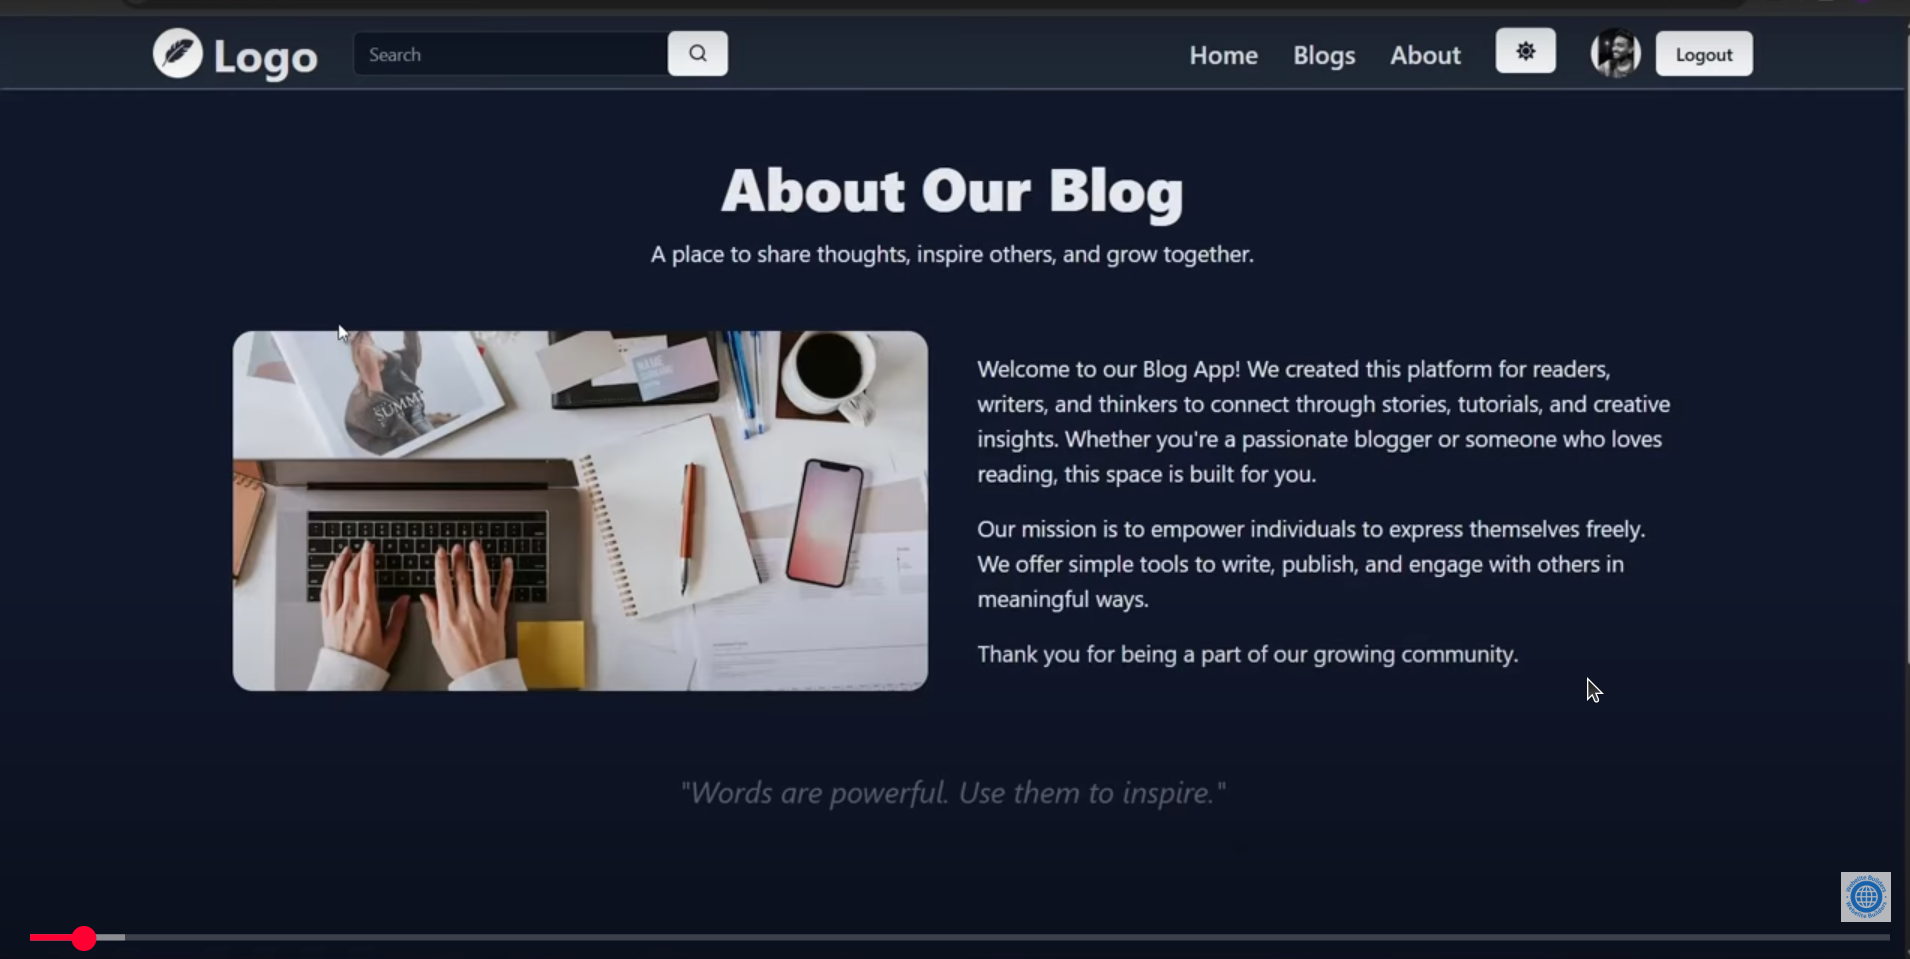 Logo
Search
Home
Blogs
About
Logout
About Our Blog
A place to share thoughts, inspire others, and grow together.
SUMM
Welcome to our Blog App! We created this platform for readers,
writers, and thinkers to connect through stories, tutorials, and creative
insights. Whether you're a passionate blogger or someone who loves
reading, this space is built for you.
Our mission is to empower individuals to express themselves freely.
We offer simple tools to write, publish, and engage with others in
meaningful ways.
Thank you for being a part of our growing community.
"Words are powerful. Use them to inspire."
Website Builders
Website Builders